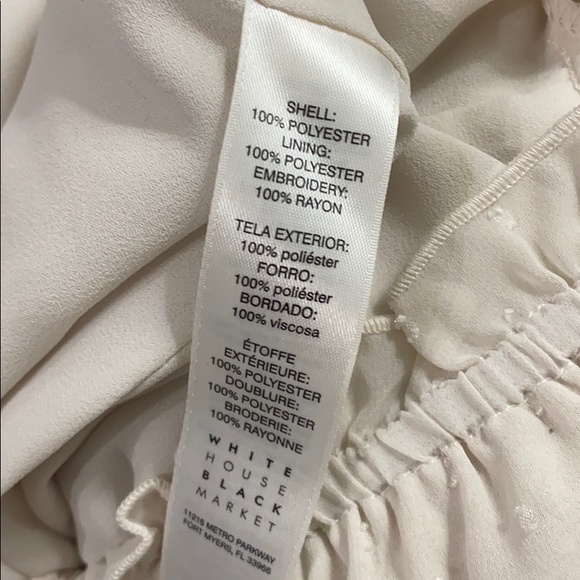 SHELL:
100% POLYESTER
LINING:
100% POLYESTER
EMBROIDERY:
100% RAYON
TELA EXTERIOR:
100% poliéster
FORRO:
100% poliéster
BORDADO:
100% viscosa
ÉTOFFE
EXTÉRIEURE:
100% POLYESTER
DOUBLURE:
100% POLYESTER
BRODERIE:
100% RAYONNE
WHITE
HOUSE
BLACK
MARKET
11215 METRO PARKWAY
FORT MYERS, FL 33966